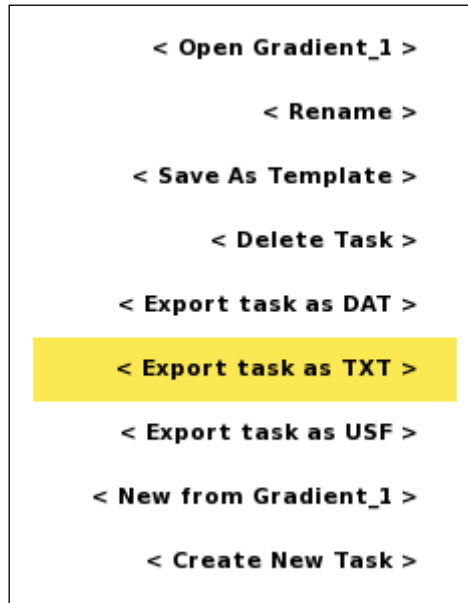 < Open Gradient_1 >
< Rename >
< Save As Template >
< Delete Task >
< Export task as DAT >
< Export task as TXT >
< Export task as USF >
< New from Gradient_1 >
< Create New Task >